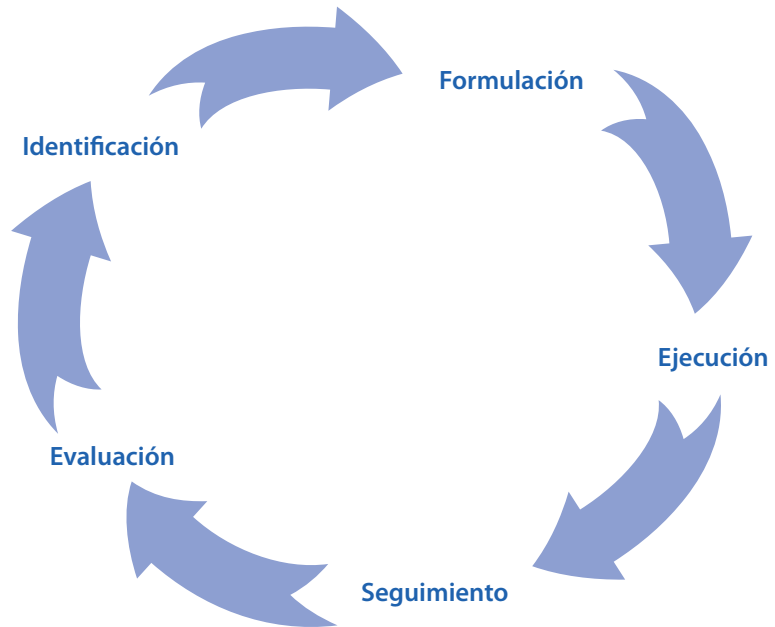 Formulación
Identificación
Ejecución
Evaluación
Seguimiento